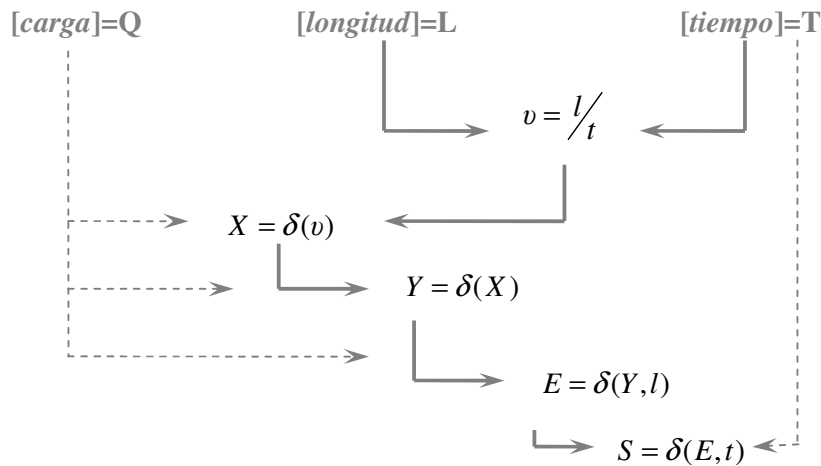 [carga]=Q [longitud]=L [tiempo]=T
υ = l/t
X = δ(υ)
Y = δ(X)
E = δ(Y,l)
S = δ(E,t)